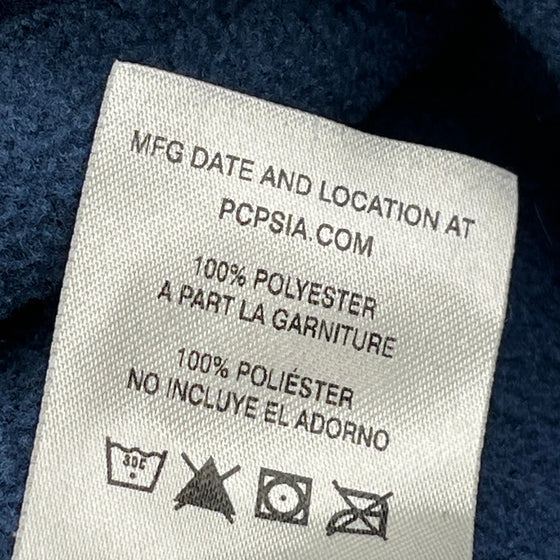 MFG DATE AND LOCATION AT
PCPSIA.COM
100% POLYESTER
A PART LA GARNITURE
100% POLIÉSTER
NO INCLUYE EL ADORNO
30C